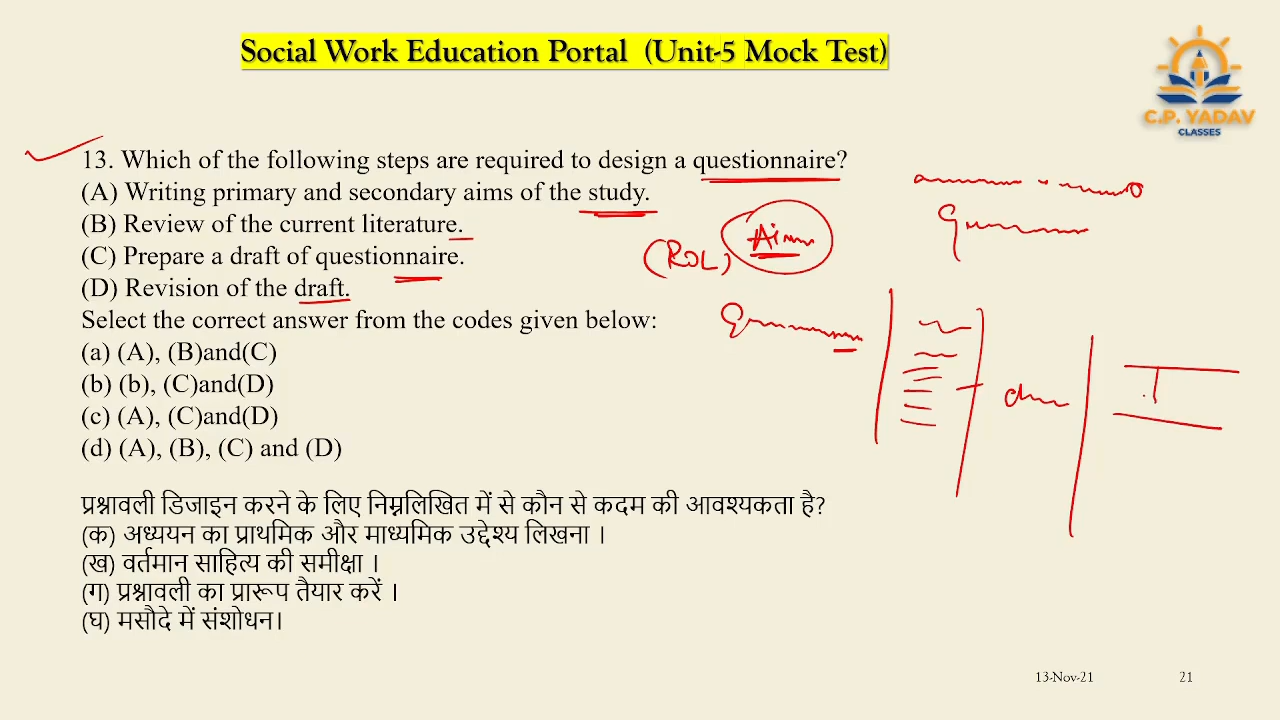 Social Work Education Portal (Unit-5 Mock Test)
C.P. YADAV
CLASSES
13. Which of the following steps are required to design a questionnaire?
(A) Writing primary and secondary aims of the study.
(B) Review of the current literature.
(C) Prepare a draft of questionnaire.
(D) Revision of the draft.
Select the correct answer from the codes given below:
(a) (A), (B)and(C)
(b) (b), (C)and(D)
(c) (A), (C)and(D)
(d) (A), (B), (C) and (D)
(ROL)
प्रश्नावली डिजाइन करने के लिए निम्नलिखित में से कौन से कदम की आवश्यकता है?
(क) अध्ययन का प्राथमिक और माध्यमिक उद्देश्य लिखना ।
(ख) वर्तमान साहित्य की समीक्षा ।
(ग) प्रश्नावली का प्रारूप तैयार करें ।
(घ) मसौदे में संशोधन।
13-Nov-21
21